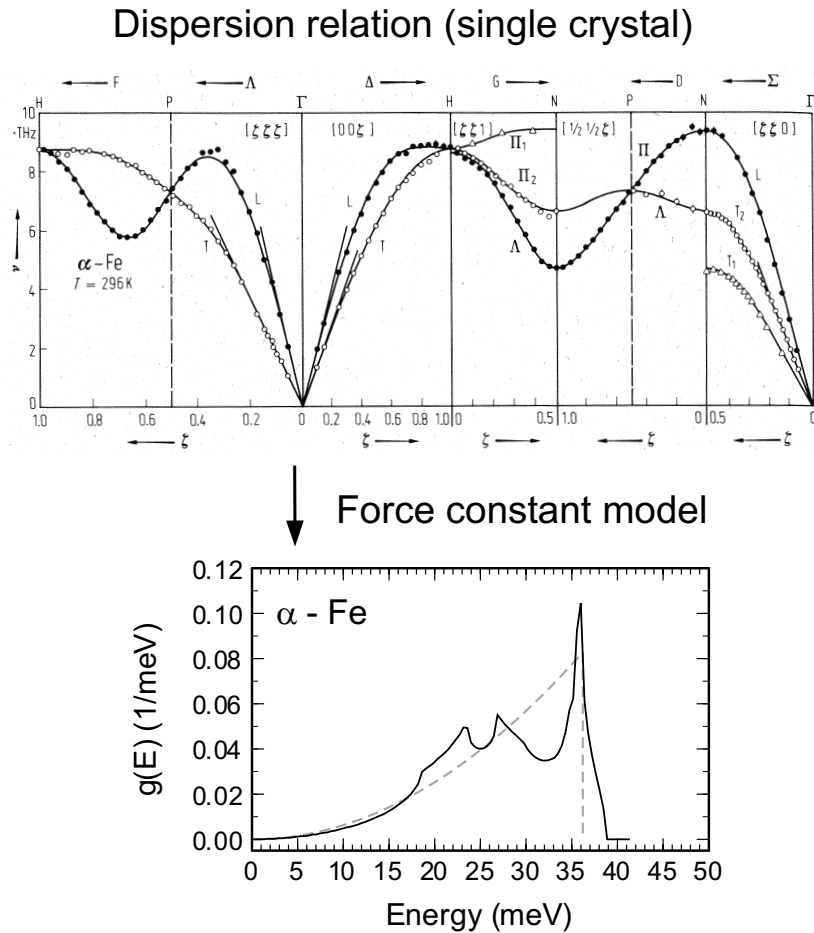 Dispersion relation (single crystal)
H F P Λ Γ Δ H G N P D N Σ Γ
10
·THz
8
6
4
2
0
ν
[ζζζ] [00ζ] [ζζ1] [½ ½ ζ] [ζζ0]
Π₁
Π₂
Π
L L L
T T T₂
Λ Λ
T₁
α-Fe
T = 296K
1.0 0.8 0.6 0.4 0.2 0 0.2 0.4 0.6 0.8 1.0 0 0.5 1.0 0 0.5 0
ζ ζ ζ ζ ζ
Force constant model
0.12
0.10
0.08
0.06
0.04
0.02
0.00
g(E) (1/meV)
α - Fe
0 5 10 15 20 25 30 35 40 45 50
Energy (meV)